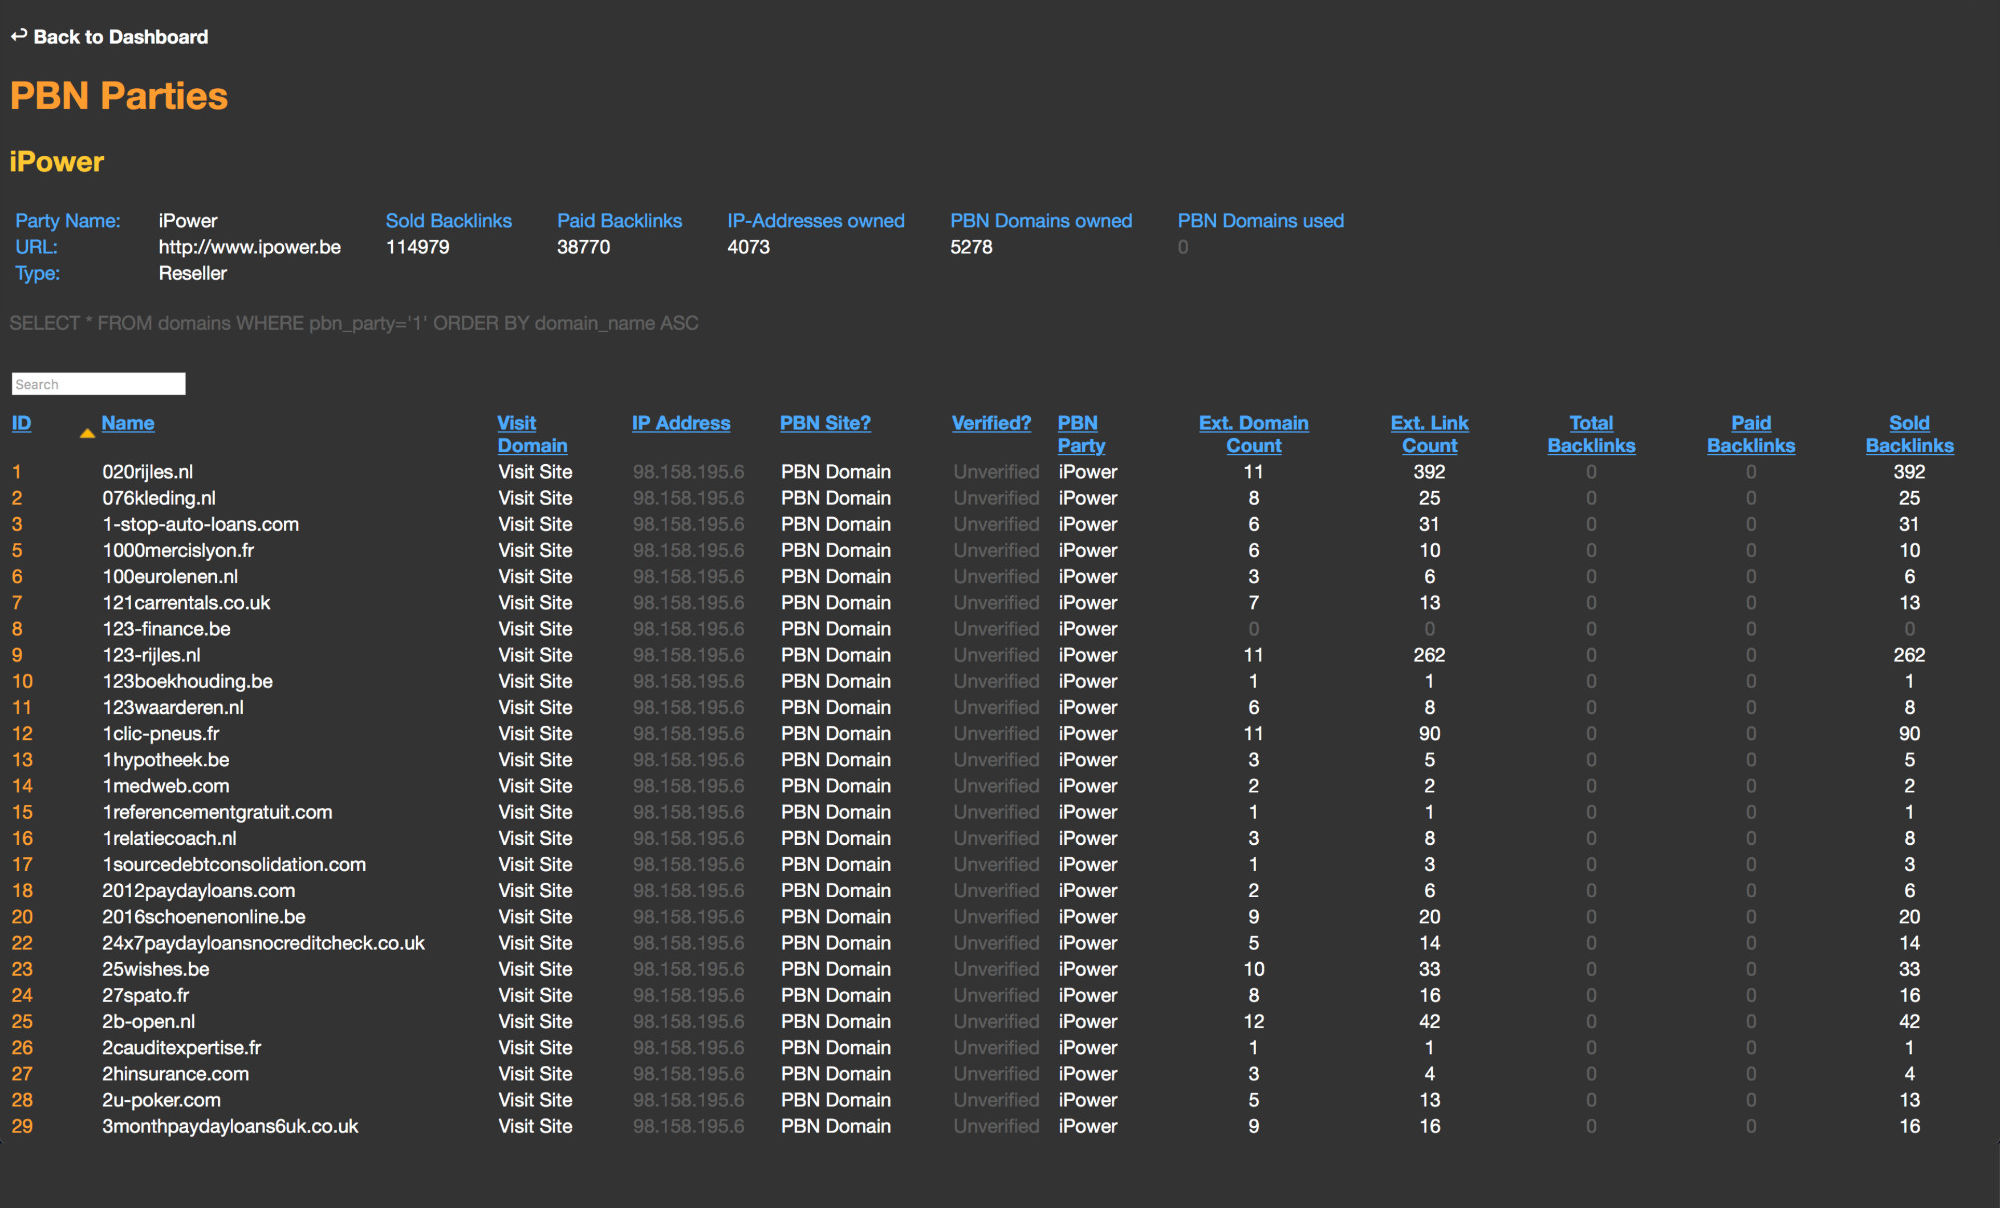 ↩ Back to Dashboard
PBN Parties
iPower
Party Name: iPower Sold Backlinks Paid Backlinks IP-Addresses owned PBN Domains owned PBN Domains used
URL: http://www.ipower.be 114979 38770 4073 5278 0
Type: Reseller
SELECT * FROM domains WHERE pbn_party='1' ORDER BY domain_name ASC
Search
ID Name Visit Domain IP Address PBN Site? Verified? PBN Party Ext. Domain Count Ext. Link Count Total Backlinks Paid Backlinks Sold Backlinks
1 020rijles.nl Visit Site 98.158.195.6 PBN Domain Unverified iPower 11 392 0 0 392
2 076kleding.nl Visit Site 98.158.195.6 PBN Domain Unverified iPower 8 25 0 0 25
3 1-stop-auto-loans.com Visit Site 98.158.195.6 PBN Domain Unverified iPower 6 31 0 0 31
5 1000mercislyon.fr Visit Site 98.158.195.6 PBN Domain Unverified iPower 6 10 0 0 10
6 100eurolenen.nl Visit Site 98.158.195.6 PBN Domain Unverified iPower 3 6 0 0 6
7 121carrentals.co.uk Visit Site 98.158.195.6 PBN Domain Unverified iPower 7 13 0 0 13
8 123-finance.be Visit Site 98.158.195.6 PBN Domain Unverified iPower 0 0 0 0 0
9 123-rijles.nl Visit Site 98.158.195.6 PBN Domain Unverified iPower 11 262 0 0 262
10 123boekhouding.be Visit Site 98.158.195.6 PBN Domain Unverified iPower 1 1 0 0 1
11 123waarderen.nl Visit Site 98.158.195.6 PBN Domain Unverified iPower 6 8 0 0 8
12 1clic-pneus.fr Visit Site 98.158.195.6 PBN Domain Unverified iPower 11 90 0 0 90
13 1hypotheek.be Visit Site 98.158.195.6 PBN Domain Unverified iPower 3 5 0 0 5
14 1medweb.com Visit Site 98.158.195.6 PBN Domain Unverified iPower 2 2 0 0 2
15 1referencementgratuit.com Visit Site 98.158.195.6 PBN Domain Unverified iPower 1 1 0 0 1
16 1relatiecoach.nl Visit Site 98.158.195.6 PBN Domain Unverified iPower 3 8 0 0 8
17 1sourcedebtconsolidation.com Visit Site 98.158.195.6 PBN Domain Unverified iPower 1 3 0 0 3
18 2012paydayloans.com Visit Site 98.158.195.6 PBN Domain Unverified iPower 2 6 0 0 6
20 2016schoenenonline.be Visit Site 98.158.195.6 PBN Domain Unverified iPower 9 20 0 0 20
22 24x7paydayloansnocreditcheck.co.uk Visit Site 98.158.195.6 PBN Domain Unverified iPower 5 14 0 0 14
23 25wishes.be Visit Site 98.158.195.6 PBN Domain Unverified iPower 10 33 0 0 33
24 27spato.fr Visit Site 98.158.195.6 PBN Domain Unverified iPower 8 16 0 0 16
25 2b-open.nl Visit Site 98.158.195.6 PBN Domain Unverified iPower 12 42 0 0 42
26 2cauditexpertise.fr Visit Site 98.158.195.6 PBN Domain Unverified iPower 1 1 0 0 1
27 2hinsurance.com Visit Site 98.158.195.6 PBN Domain Unverified iPower 3 4 0 0 4
28 2u-poker.com Visit Site 98.158.195.6 PBN Domain Unverified iPower 5 13 0 0 13
29 3monthpaydayloans6uk.co.uk Visit Site 98.158.195.6 PBN Domain Unverified iPower 9 16 0 0 16